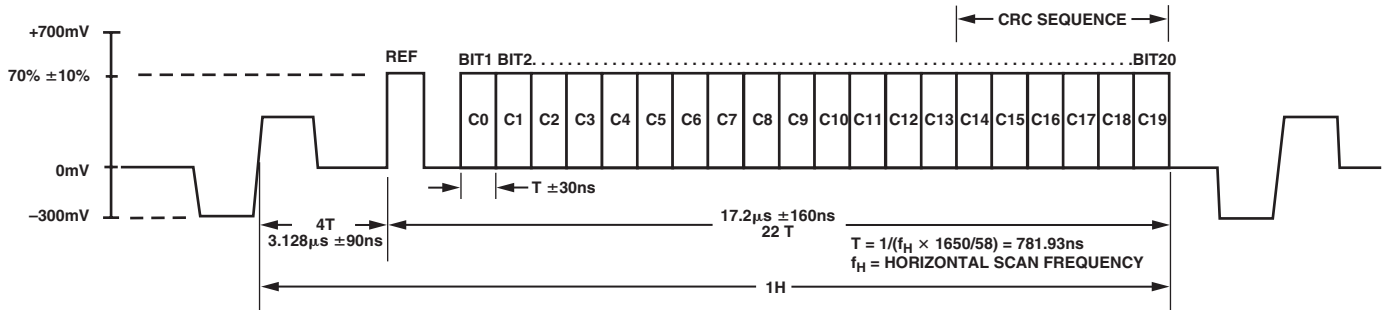 CRC SEQUENCE
+700mV
REF
BIT1 BIT2. . . . . . . . . . . . . . . . . . . . . . . . . . . . . . . . . . . . . . . . . . . . . . . . . . . . . . . . . . . .BIT20
70% ±10%
C0 C1 C2 C3 C4 C5 C6 C7 C8 C9 C10 C11 C12 C13 C14 C15 C16 C17 C18 C19
0mV
T ±30ns
–300mV
4T
3.128µs ±90ns
17.2µs ±160ns
22 T
T = 1/(fH × 1650/58) = 781.93ns
fH = HORIZONTAL SCAN FREQUENCY
1H